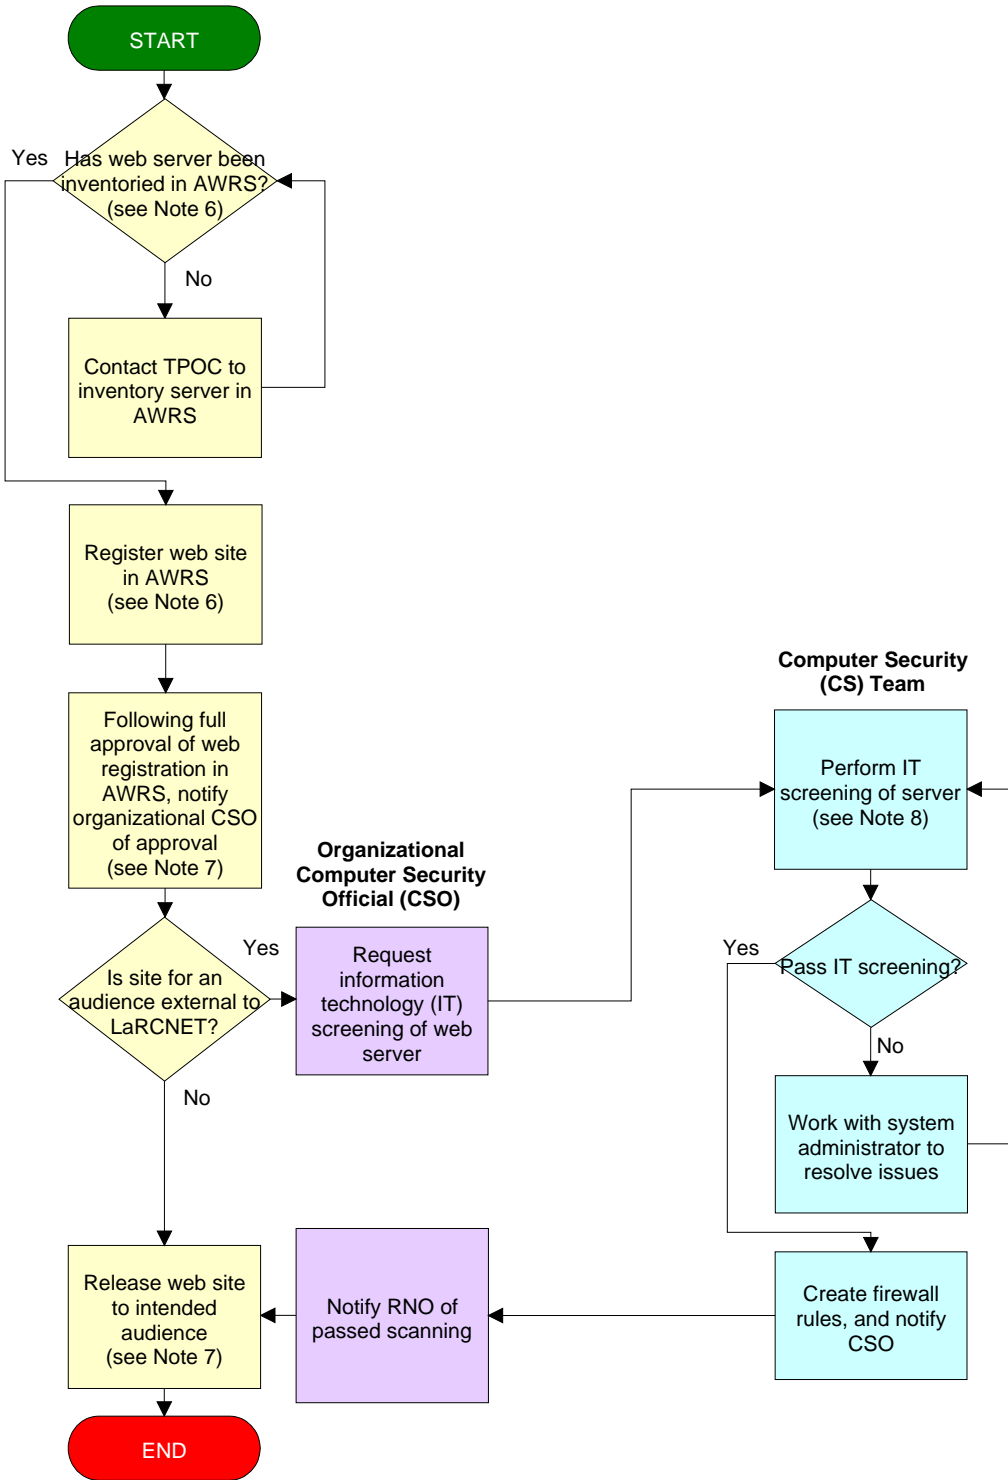 START
Yes
Has web server been
inventoried in AWRS?
(see Note 6)
No
Contact TPOC to
inventory server in
AWRS
Register web site
in AWRS
(see Note 6)
Following full
approval of web
registration in
AWRS, notify
organizational CSO
of approval
(see Note 7)
Is site for an
audience external to
LaRCNET?
Yes
No
Organizational
Computer Security
Official (CSO)
Request
information
technology (IT)
screening of web
server
Computer Security
(CS) Team
Perform IT
screening of server
(see Note 8)
Yes
Pass IT screening?
No
Work with system
administrator to
resolve issues
Create firewall
rules, and notify
CSO
Notify RNO of
passed scanning
Release web site
to intended
audience
(see Note 7)
END